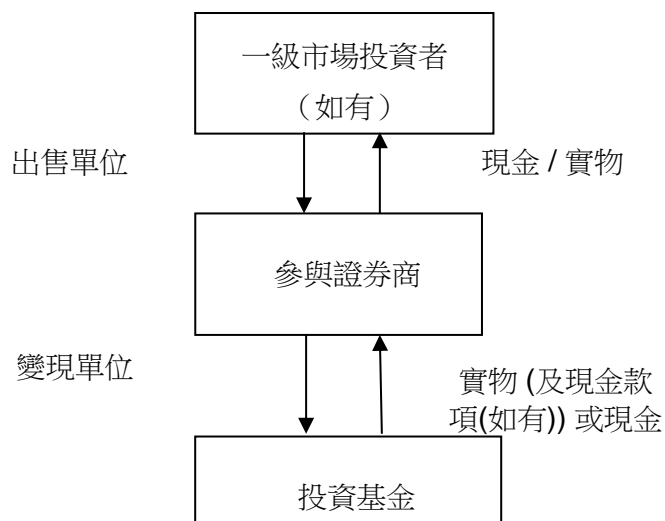 一級市場投資者
（如有）
出售單位
現金 / 實物
參與證券商
變現單位
實物 (及現金款
項(如有)) 或現金
投資基金